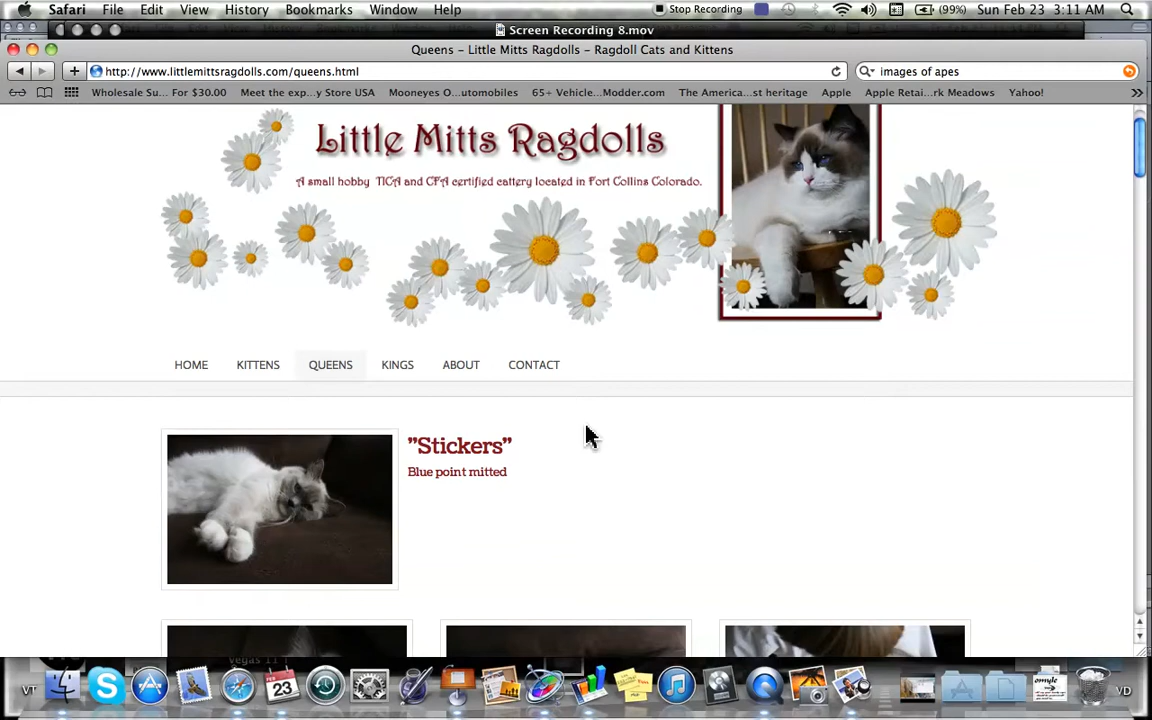 Safari File Edit View History Bookmarks Window Help Stop Recording (99%) Sun Feb 23 3:11 AM
Screen Recording 8.mov
Queens – Little Mitts Ragdolls – Ragdoll Cats and Kittens
http://www.littlemittsragdolls.com/queens.html images of apes
Wholesale Su... For $30.00 Meet the exp...y Store USA Mooneyes O...utomobiles 65+ Vehicle...Modder.com The America...st heritage Apple Apple Retai...rk Meadows Yahoo!
Little Mitts Ragdolls
A small hobby TICA and CFA certified cattery located in Fort Collins Colorado.
HOME KITTENS QUEENS KINGS ABOUT CONTACT
"Stickers"
Blue point mitted
VT FEB 23 VD